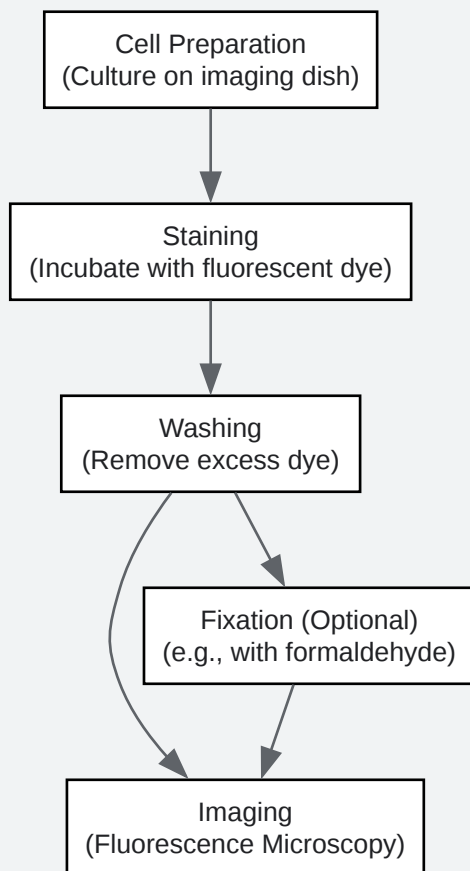 Cell Preparation
(Culture on imaging dish)
Staining
(Incubate with fluorescent dye)
Washing
(Remove excess dye)
Fixation (Optional)
(e.g., with formaldehyde)
Imaging
(Fluorescence Microscopy)